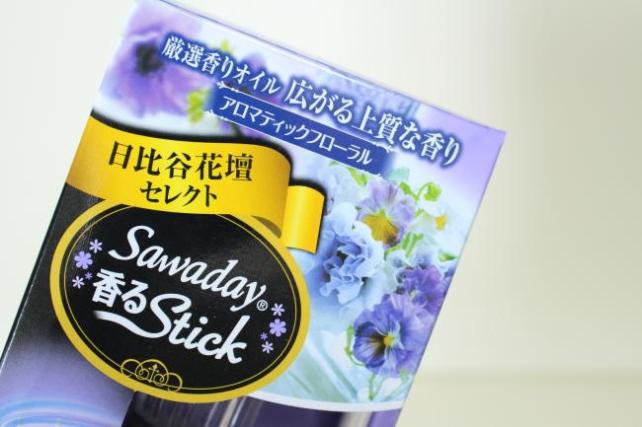 厳選香りオイル 広がる上質な香り
アロマティックフローラル
日比谷花壇
セレクト
Sawaday®
香るStick